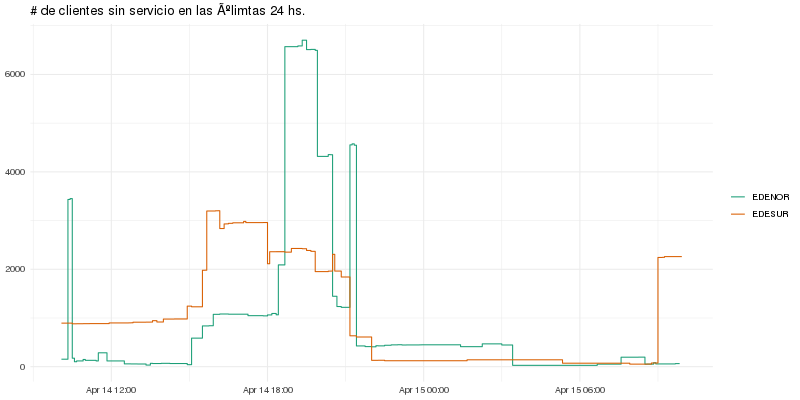 # de clientes sin servicio en las Ãºlimtas 24 hs.
6000
4000
2000
0
Apr 14 12:00
Apr 14 18:00
Apr 15 00:00
Apr 15 06:00
EDENOR
EDESUR